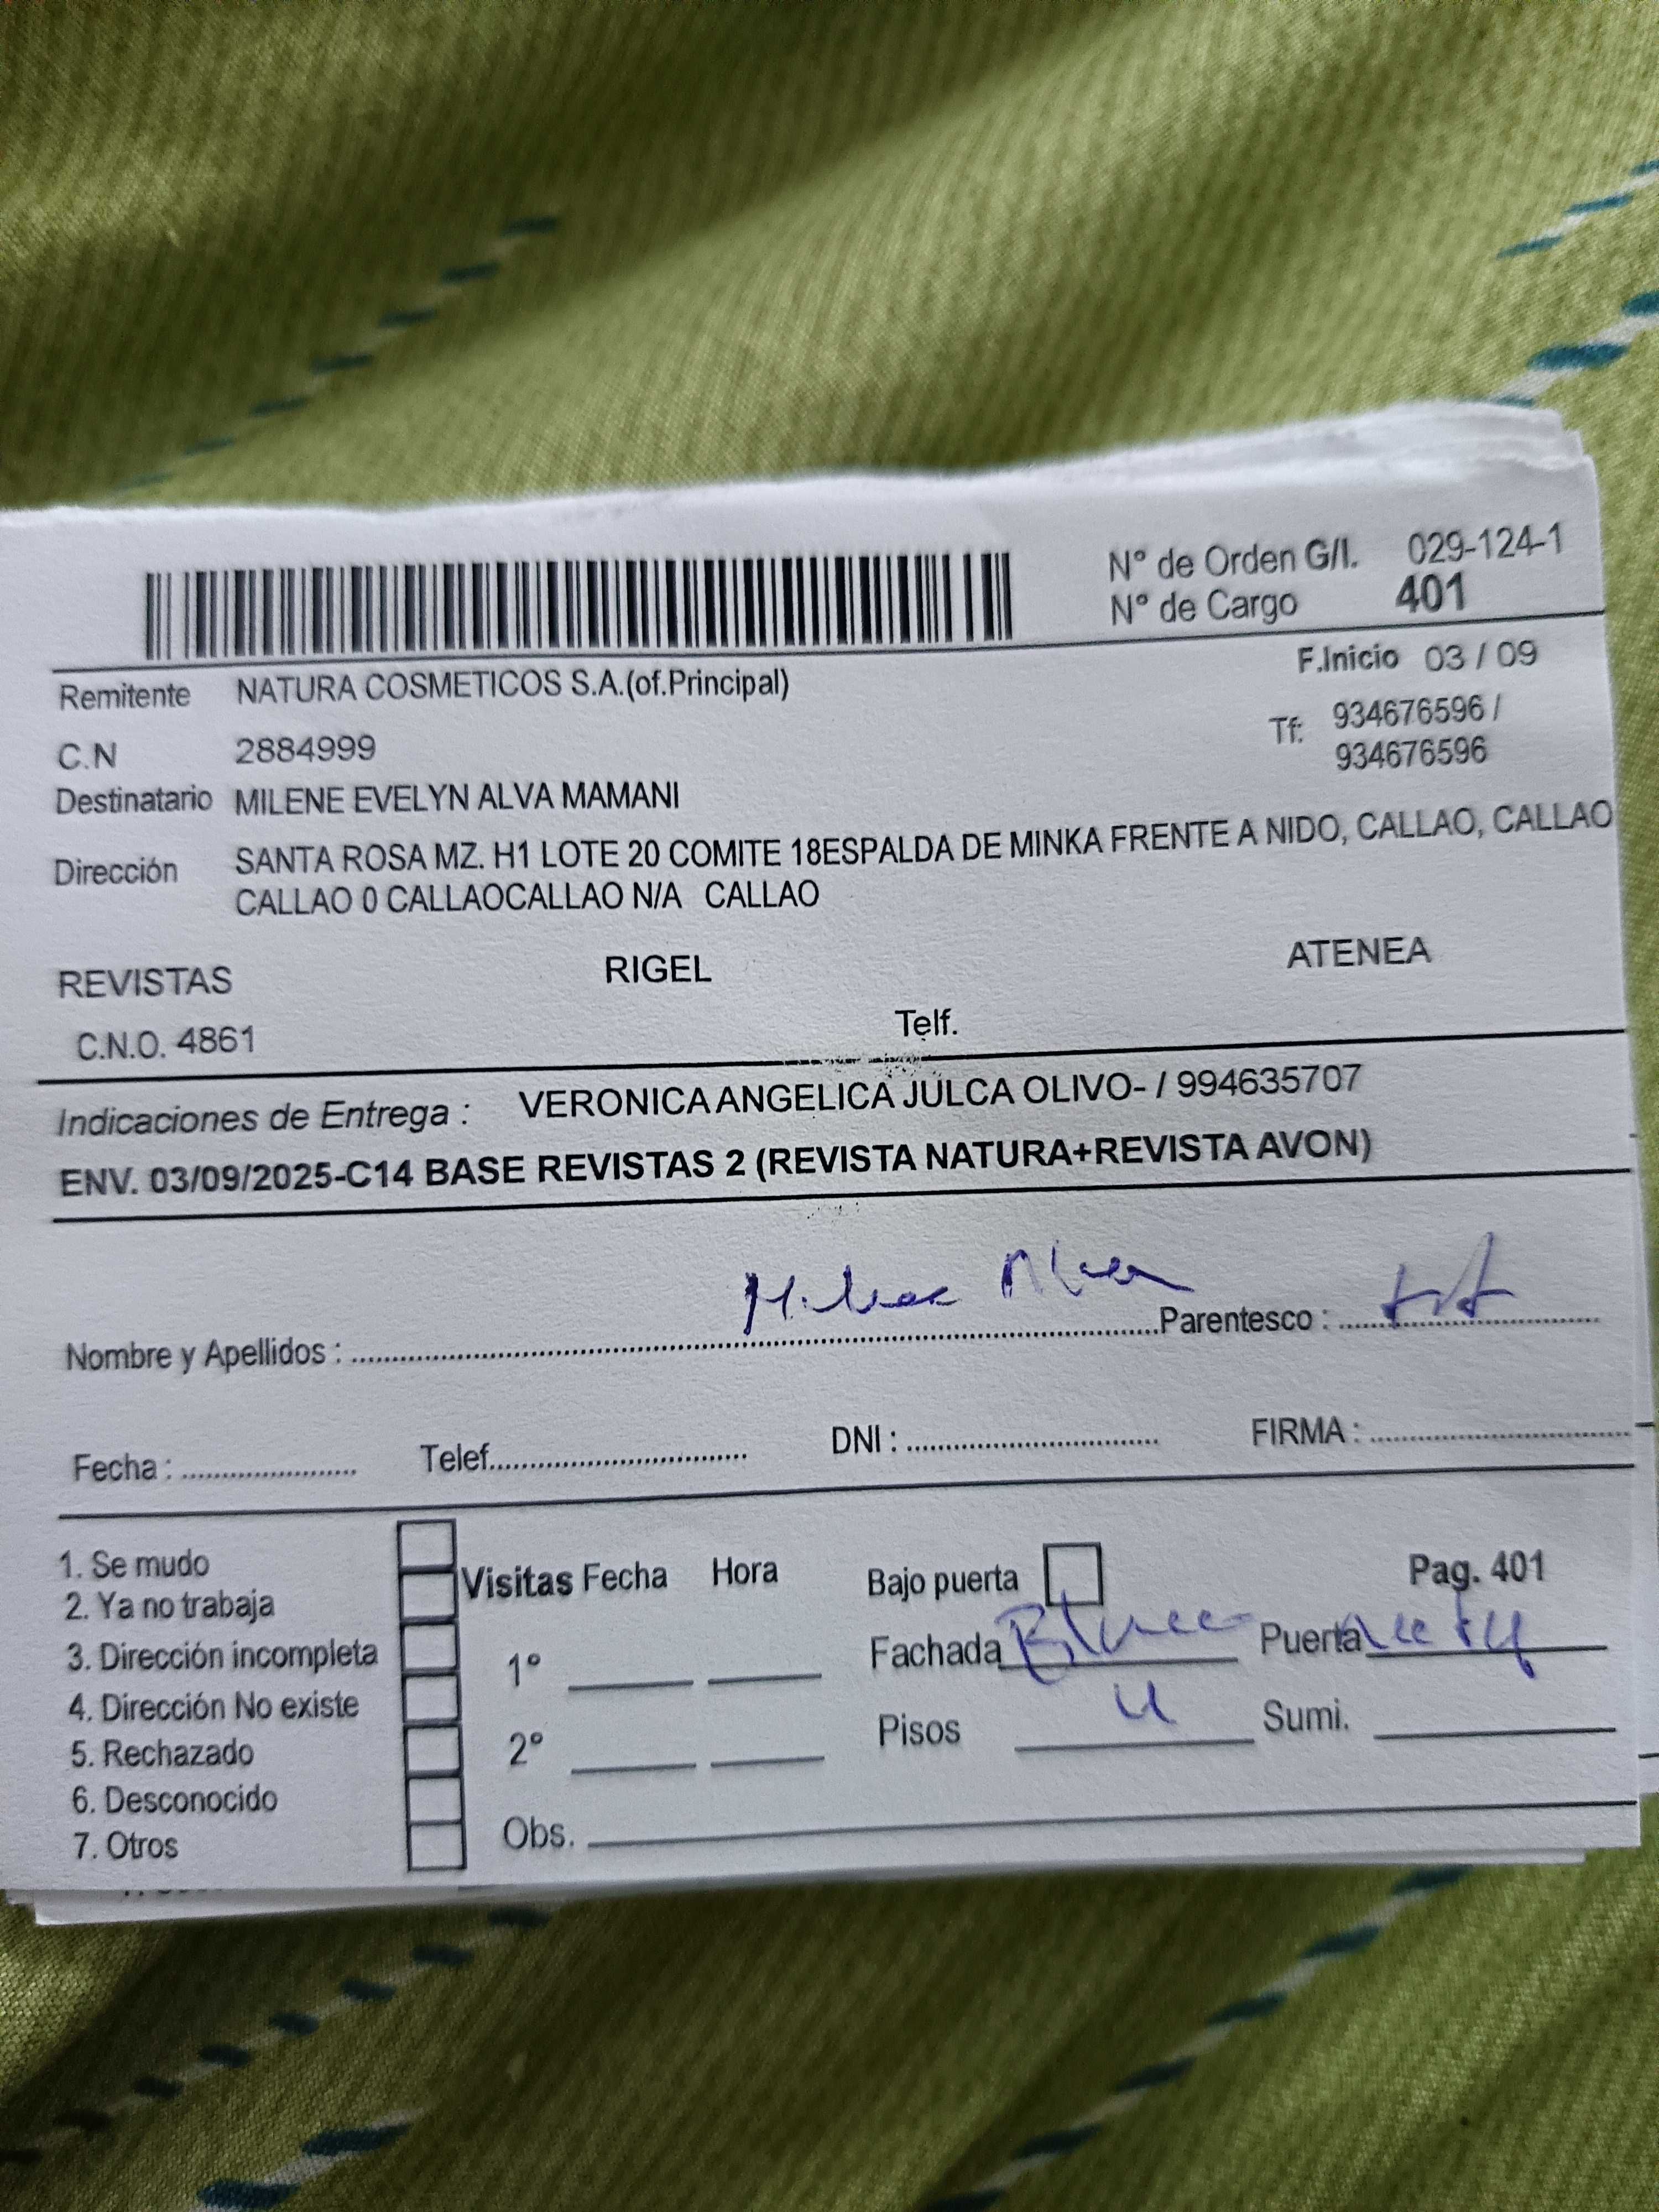 N° de Orden G/I. 029-124-1
N° de Cargo 401
F.Inicio 03 / 09
Remitente NATURA COSMETICOS S.A.(of.Principal)
Tf: 934676596 /
934676596
C.N 2884999
Destinatario MILENE EVELYN ALVA MAMANI
Dirección SANTA ROSA MZ. H1 LOTE 20 COMITE 18ESPALDA DE MINKA FRENTE A NIDO, CALLAO, CALLAO
CALLAO 0 CALLAOCALLAO N/A CALLAO
REVISTAS RIGEL ATENEA
C.N.O. 4861 Telf.
Indicaciones de Entrega : VERONICA ANGELICA JULCA OLIVO- / 994635707
ENV. 03/09/2025-C14 BASE REVISTAS 2 (REVISTA NATURA+REVISTA AVON)
Nombre y Apellidos : Parentesco :
Fecha : Telef. DNI : FIRMA :
1. Se mudo
2. Ya no trabaja
3. Dirección incompleta
4. Dirección No existe
5. Rechazado
6. Desconocido
7. Otros
Visitas Fecha Hora
1°
2°
Obs.
Bajo puerta Pag. 401
Fachada Puerta
Pisos 4 Sumi.